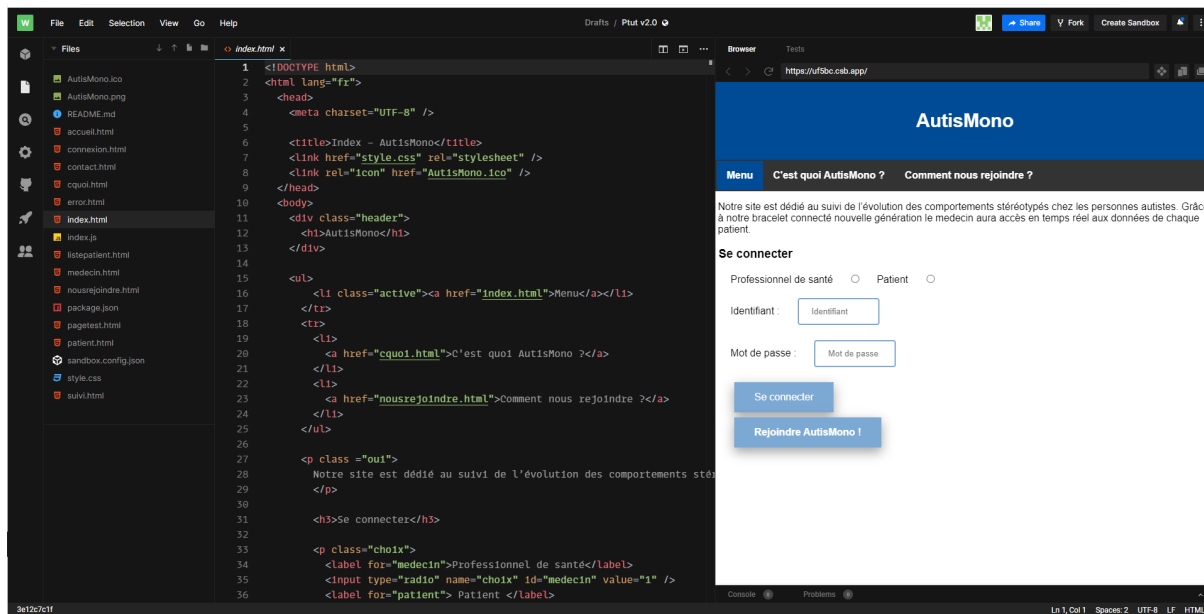 W File Edit Selection View Go Help
Drafts / Ptut v2.0
Share Fork Create Sandbox
Files
AutisMono.ico
AutisMono.png
README.md
accueil.html
connexion.html
contact.html
cquoi.html
error.html
index.html
index.js
listepatient.html
medecin.html
nousrejoindre.html
package.json
pagetest.html
patient.html
sandbox.config.json
style.css
suivi.html
index.html ×
1 <!DOCTYPE html>
2 <html lang="fr">
3 <head>
4 <meta charset="UTF-8" />
5
6 <title>Index - AutisMono</title>
7 <link href="style.css" rel="stylesheet" />
8 <link rel="icon" href="AutisMono.ico" />
9 </head>
10 <body>
11 <div class="header">
12 <h1>AutisMono</h1>
13 </div>
14
15 <ul>
16 <li class="active"><a href="index.html">Menu</a></li>
17 </tr>
18 <tr>
19 <li>
20 <a href="cquoi.html">C'est quoi AutisMono ?</a>
21 </li>
22 <li>
23 <a href="nousrejoindre.html">Comment nous rejoindre ?</a>
24 </li>
25 </ul>
26
27 <p class ="oui">
28 Notre site est dédié au suivi de l'évolution des comportements stér
29 </p>
30
31 <h3>Se connecter</h3>
32
33 <p class="choix">
34 <label for="medecin">Professionnel de santé</label>
35 <input type="radio" name="choix" id="medecin" value="1" />
36 <label for="patient"> Patient </label>
Browser Tests
https://uf5bc.csb.app/
AutisMono
Menu C'est quoi AutisMono ? Comment nous rejoindre ?
Notre site est dédié au suivi de l'évolution des comportements stéréotypés chez les personnes autistes. Grâce
à notre bracelet connecté nouvelle génération le medecin aura accès en temps réel aux données de chaque
patient.
Se connecter
Professionnel de santé Patient
Identifiant : Identifiant
Mot de passe : Mot de passe
Se connecter
Rejoindre AutisMono !
Console 0 Problems 0
3e12c7c1f
Ln 1, Col 1 Spaces: 2 UTF-8 LF HTML